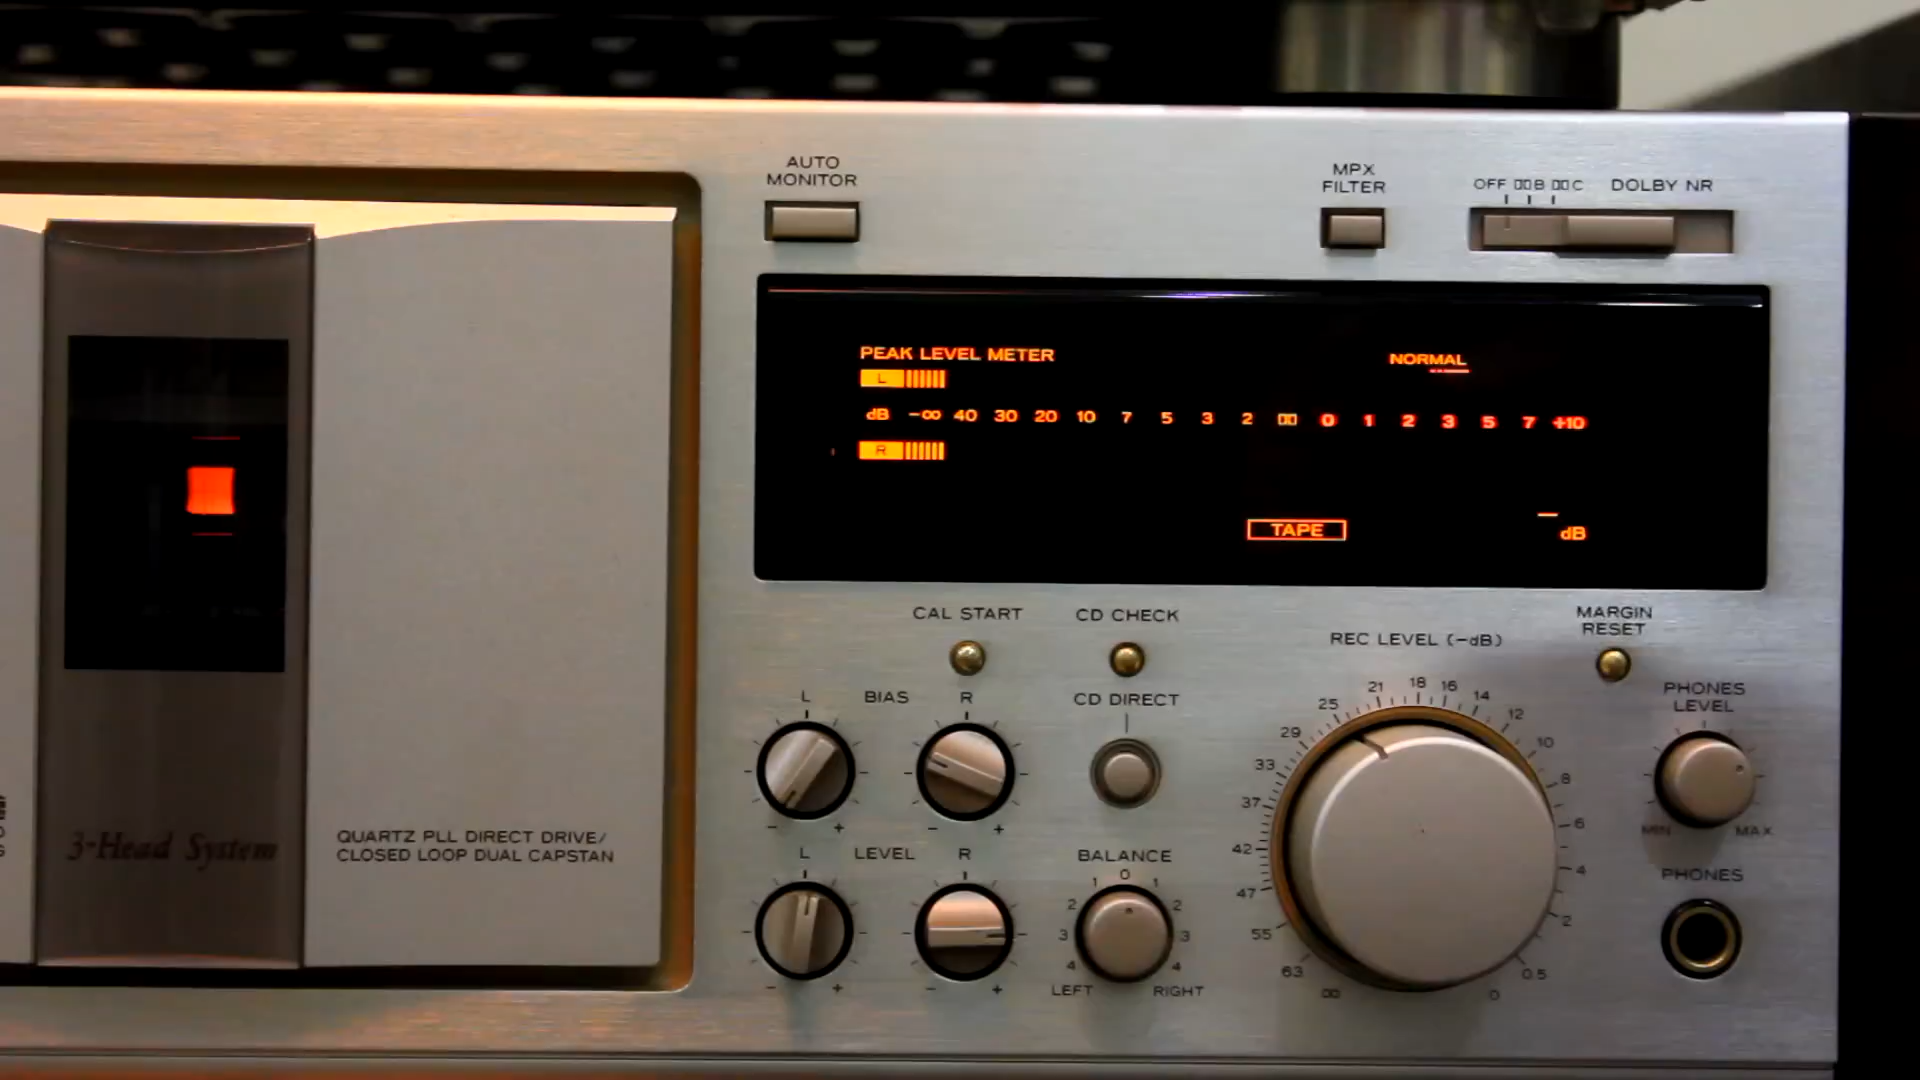 AUTO
MONITOR
MPX
FILTER
OFF B C DOLBY NR
PEAK LEVEL METER
NORMAL
L
dB -∞ 40 30 20 10 7 5 3 2 0 1 2 3 5 7 +10
R
TAPE
dB
CAL START
CD CHECK
REC LEVEL (-dB)
MARGIN
RESET
L BIAS R
CD DIRECT
PHONES
LEVEL
MIN MAX
∞ 63 55 47 42 37 33 29 25 21 18 16 14 12 10 8 6 4 2 0.5 0
- + - +
3-Head System
QUARTZ PLL DIRECT DRIVE/
CLOSED LOOP DUAL CAPSTAN
L LEVEL R
- + - +
BALANCE
4 3 2 1 0 1 2 3 4
LEFT RIGHT
PHONES